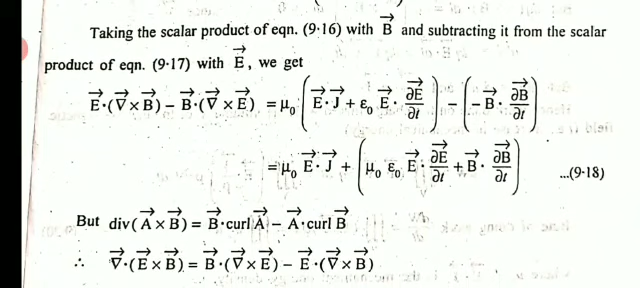 Taking the scalar product of eqn. (9·16) with B⃗ and subtracting it from the scalar
product of eqn. (9·17) with E⃗, we get
E⃗·(∇⃗×B⃗) − B⃗·(∇⃗×E⃗) = μ₀(E⃗·J⃗ + ε₀ E⃗·∂E⃗/∂t) − (−B⃗·∂B⃗/∂t)
= μ₀ E⃗·J⃗ + (μ₀ ε₀ E⃗·∂E⃗/∂t + B⃗·∂B⃗/∂t) ...(9·18)
But div(A⃗×B⃗) = B⃗·curl A⃗ − A⃗·curl B⃗
∴ ∇⃗·(E⃗×B⃗) = B⃗·(∇⃗×E⃗) − E⃗·(∇⃗×B⃗)